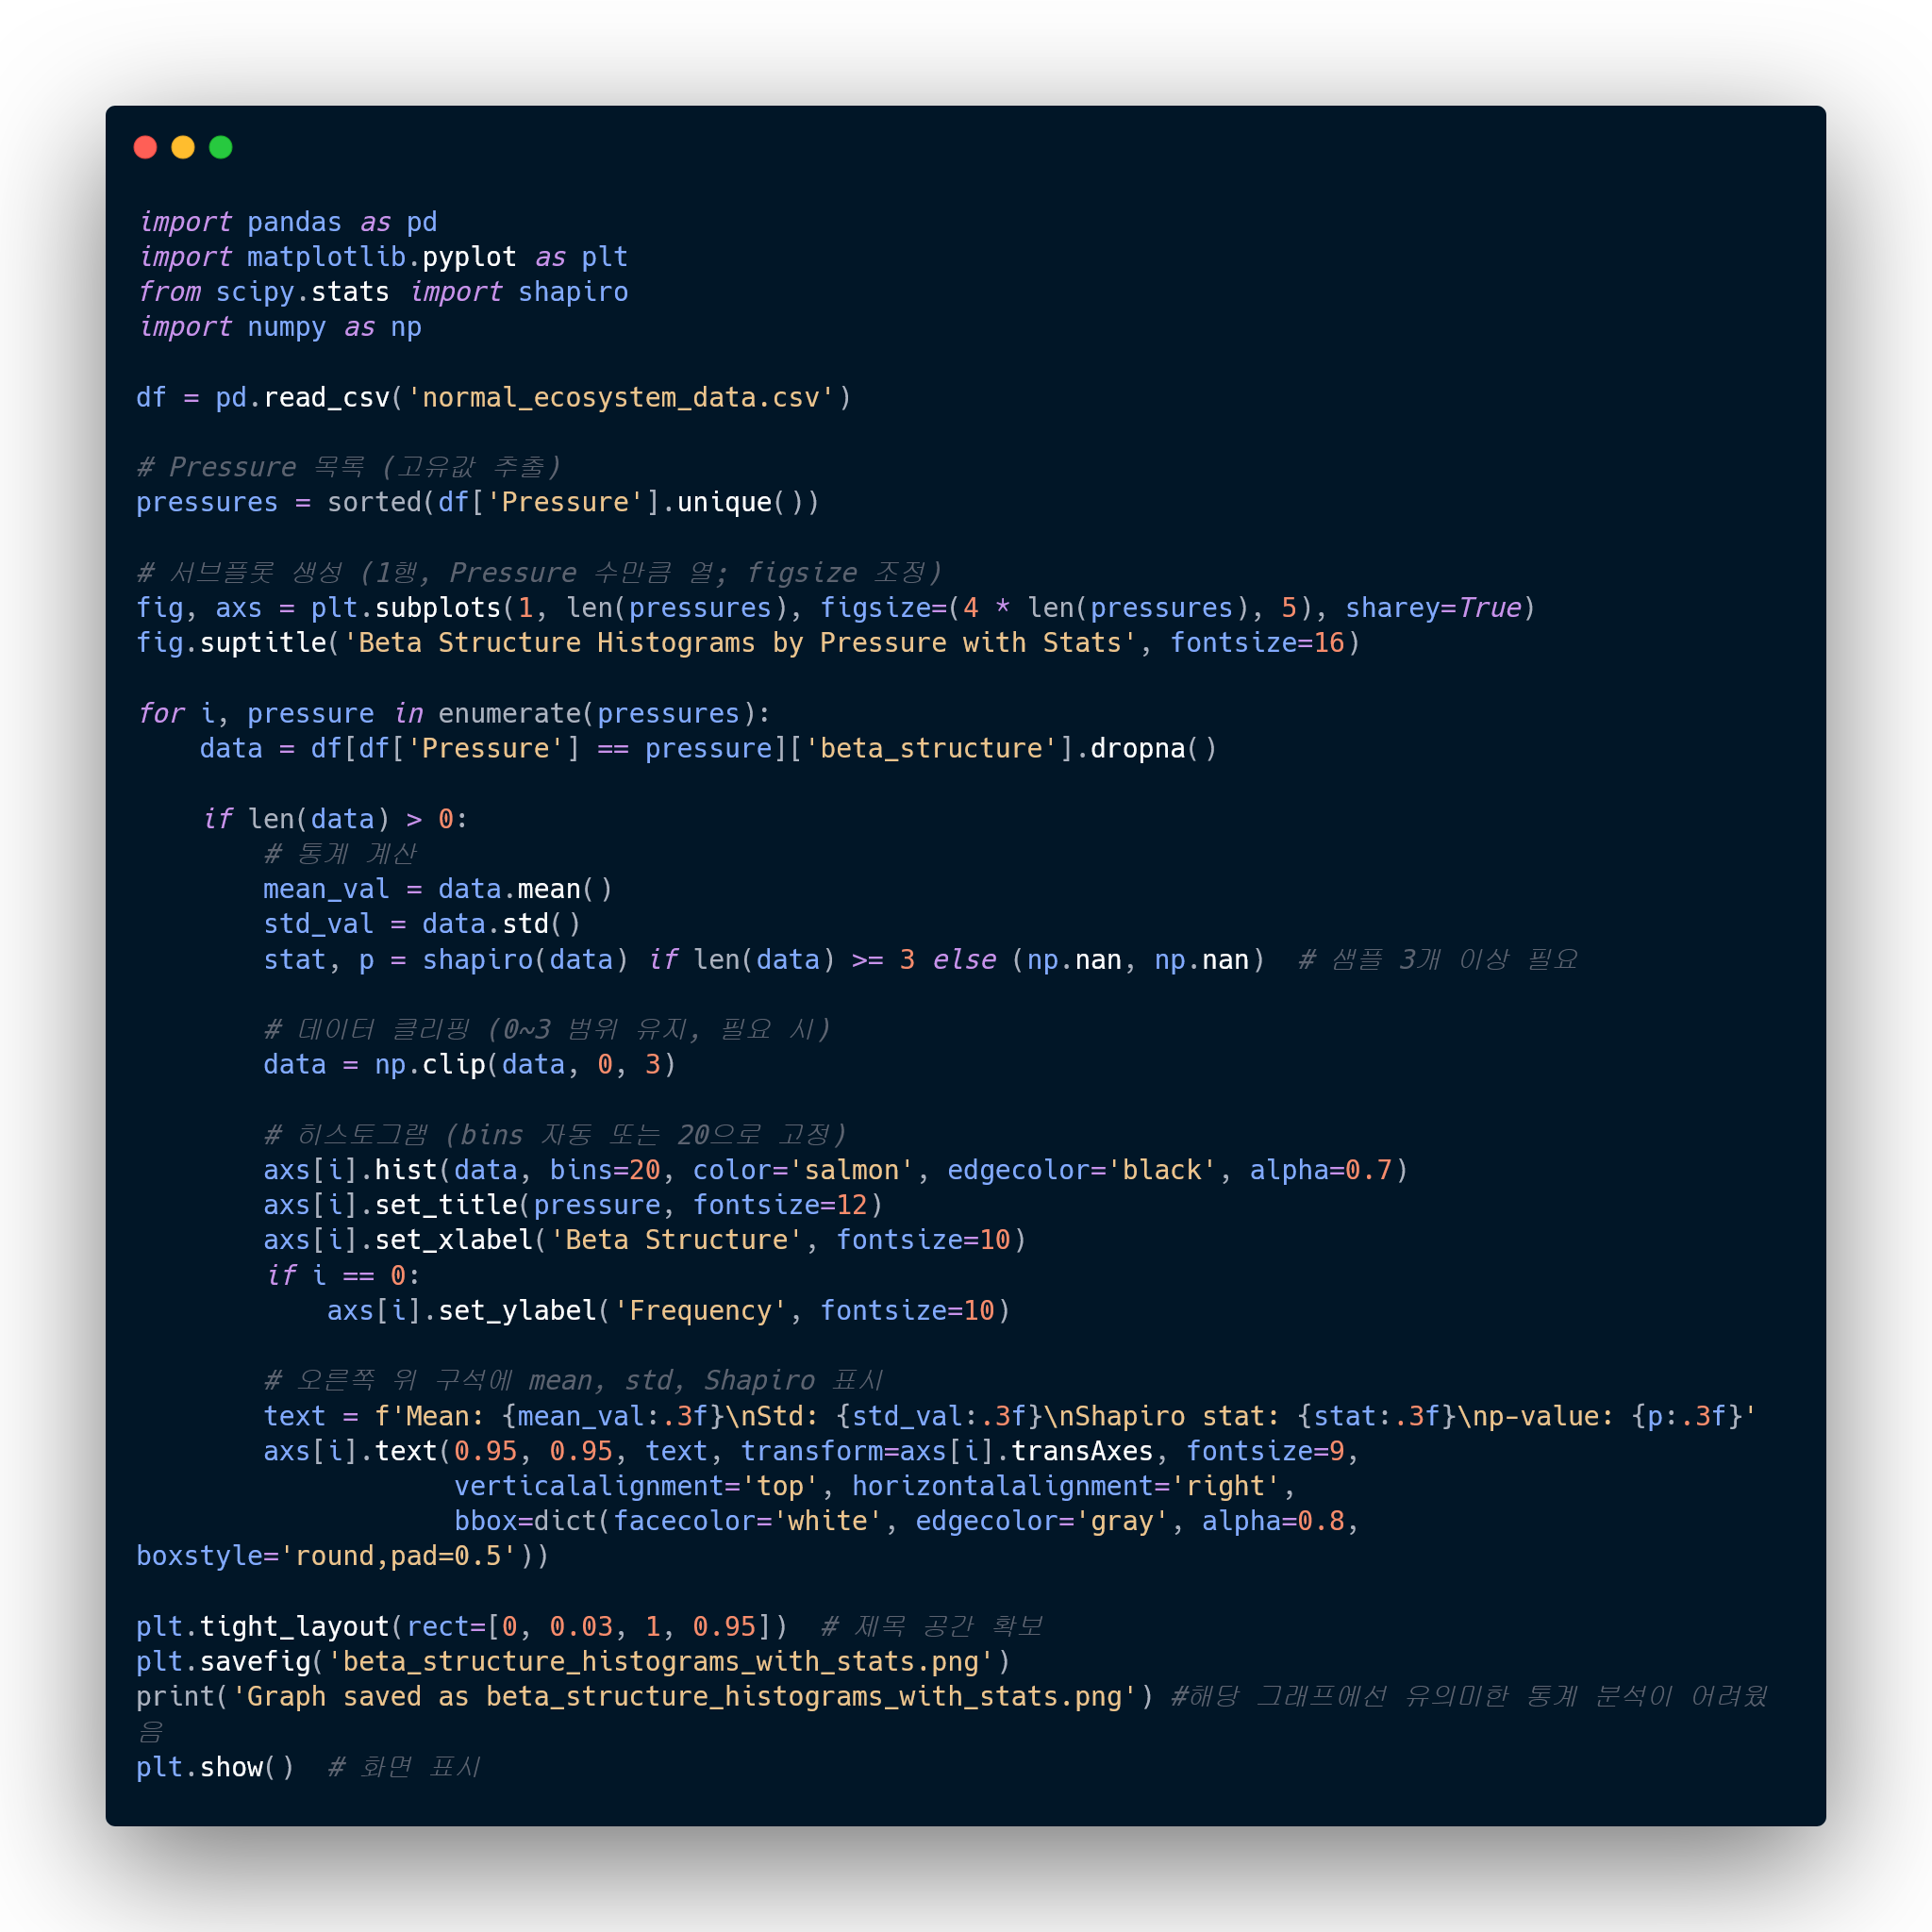 import pandas as pd
import matplotlib.pyplot as plt
from scipy.stats import shapiro
import numpy as np

df = pd.read_csv('normal_ecosystem_data.csv')

# Pressure 목록 (고유값 추출)
pressures = sorted(df['Pressure'].unique())

# 서브플롯 생성 (1행, Pressure 수만큼 열; figsize 조정)
fig, axs = plt.subplots(1, len(pressures), figsize=(4 * len(pressures), 5), sharey=True)
fig.suptitle('Beta Structure Histograms by Pressure with Stats', fontsize=16)

for i, pressure in enumerate(pressures):
    data = df[df['Pressure'] == pressure]['beta_structure'].dropna()

    if len(data) > 0:
        # 통계 계산
        mean_val = data.mean()
        std_val = data.std()
        stat, p = shapiro(data) if len(data) >= 3 else (np.nan, np.nan)  # 샘플 3개 이상 필요

        # 데이터 클리핑 (0~3 범위 유지, 필요 시)
        data = np.clip(data, 0, 3)

        # 히스토그램 (bins 자동 또는 20으로 고정)
        axs[i].hist(data, bins=20, color='salmon', edgecolor='black', alpha=0.7)
        axs[i].set_title(pressure, fontsize=12)
        axs[i].set_xlabel('Beta Structure', fontsize=10)
        if i == 0:
            axs[i].set_ylabel('Frequency', fontsize=10)

        # 오른쪽 위 구석에 mean, std, Shapiro 표시
        text = f'Mean: {mean_val:.3f}\nStd: {std_val:.3f}\nShapiro stat: {stat:.3f}\np-value: {p:.3f}'
        axs[i].text(0.95, 0.95, text, transform=axs[i].transAxes, fontsize=9,
                    verticalalignment='top', horizontalalignment='right',
                    bbox=dict(facecolor='white', edgecolor='gray', alpha=0.8,
boxstyle='round,pad=0.5'))

plt.tight_layout(rect=[0, 0.03, 1, 0.95])  # 제목 공간 확보
plt.savefig('beta_structure_histograms_with_stats.png')
print('Graph saved as beta_structure_histograms_with_stats.png') #해당 그래프에선 유의미한 통계 분석이 어려웠
음
plt.show()  # 화면 표시